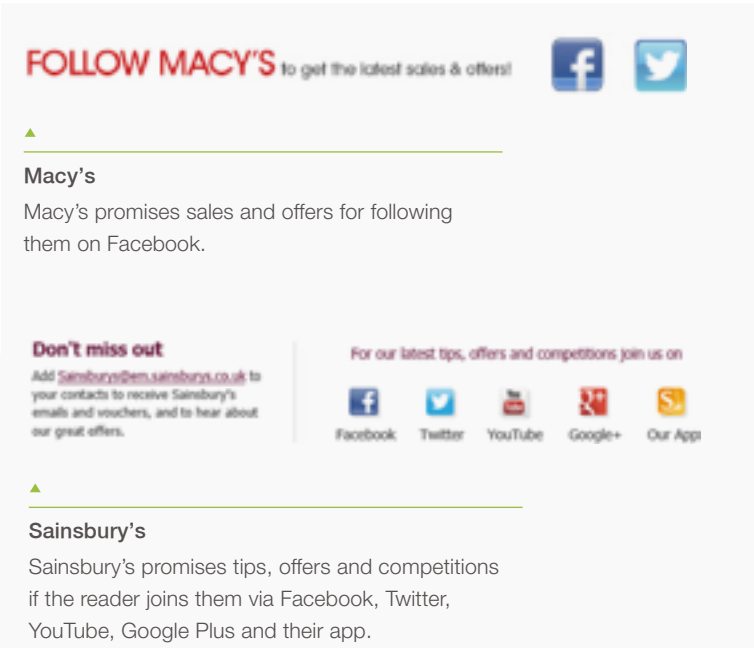 FOLLOW MACY'S to get the latest sales & offers!
Macy's
Macy's promises sales and offers for following
them on Facebook.
Don't miss out
Add Sainsburys@em.sainsburys.co.uk to
your contacts to receive Sainsbury's
emails and vouchers, and to hear about
our great offers.
For our latest tips, offers and competitions join us on
Facebook Twitter YouTube Google+ Our Apps
Sainsbury's
Sainsbury's promises tips, offers and competitions
if the reader joins them via Facebook, Twitter,
YouTube, Google Plus and their app.